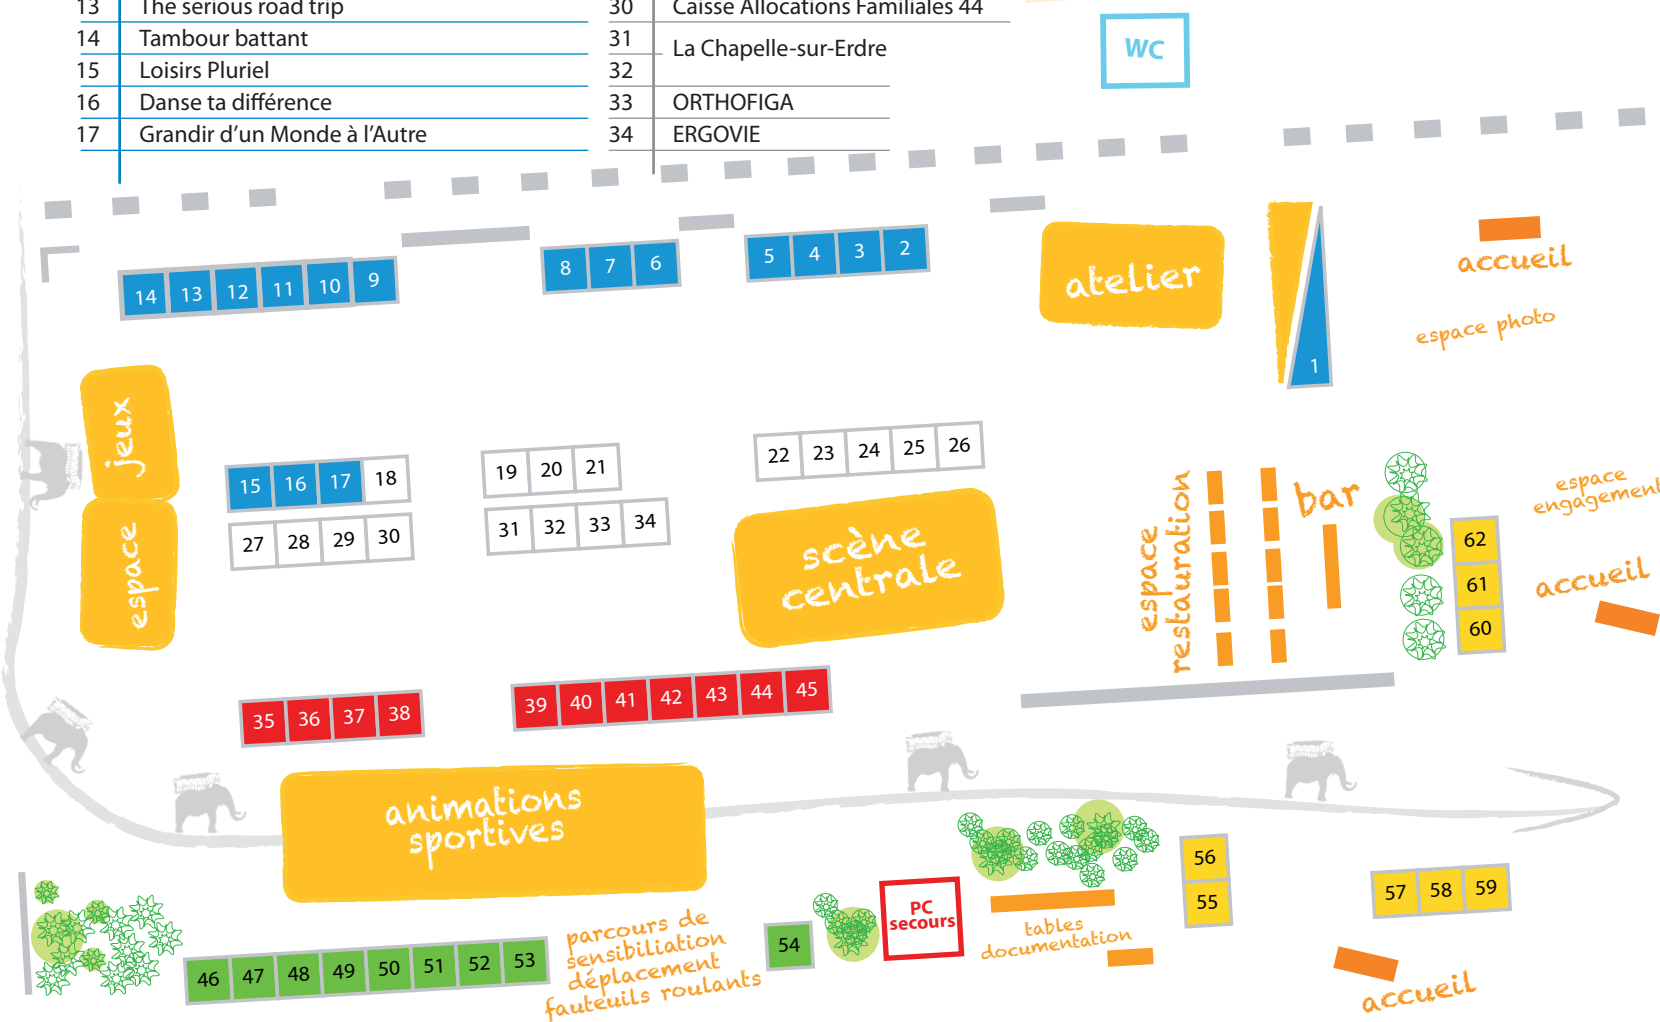 13 The serious road trip
14 Tambour battant
15 Loisirs Pluriel
16 Danse ta différence
17 Grandir d'un Monde à l'Autre
30 Caisse Allocations Familiales 44
31
La Chapelle-sur-Erdre
32
33 ORTHOFIGA
34 ERGOVIE
WC
14 13 12 11 10 9
8 7 6
5 4 3 2
atelier
1
accueil
espace photo
jeux
espace
15 16 17 18
19 20 21
22 23 24 25 26
27 28 29 30
31 32 33 34
scène
centrale
espace
restauration
bar
espace
engagement
62
61
60
accueil
35 36 37 38
39 40 41 42 43 44 45
animations
sportives
46 47 48 49 50 51 52 53
parcours de
sensibiliation
déplacement
fauteuils roulants
54
PC
secours
tables
documentation
56
55
57 58 59
accueil